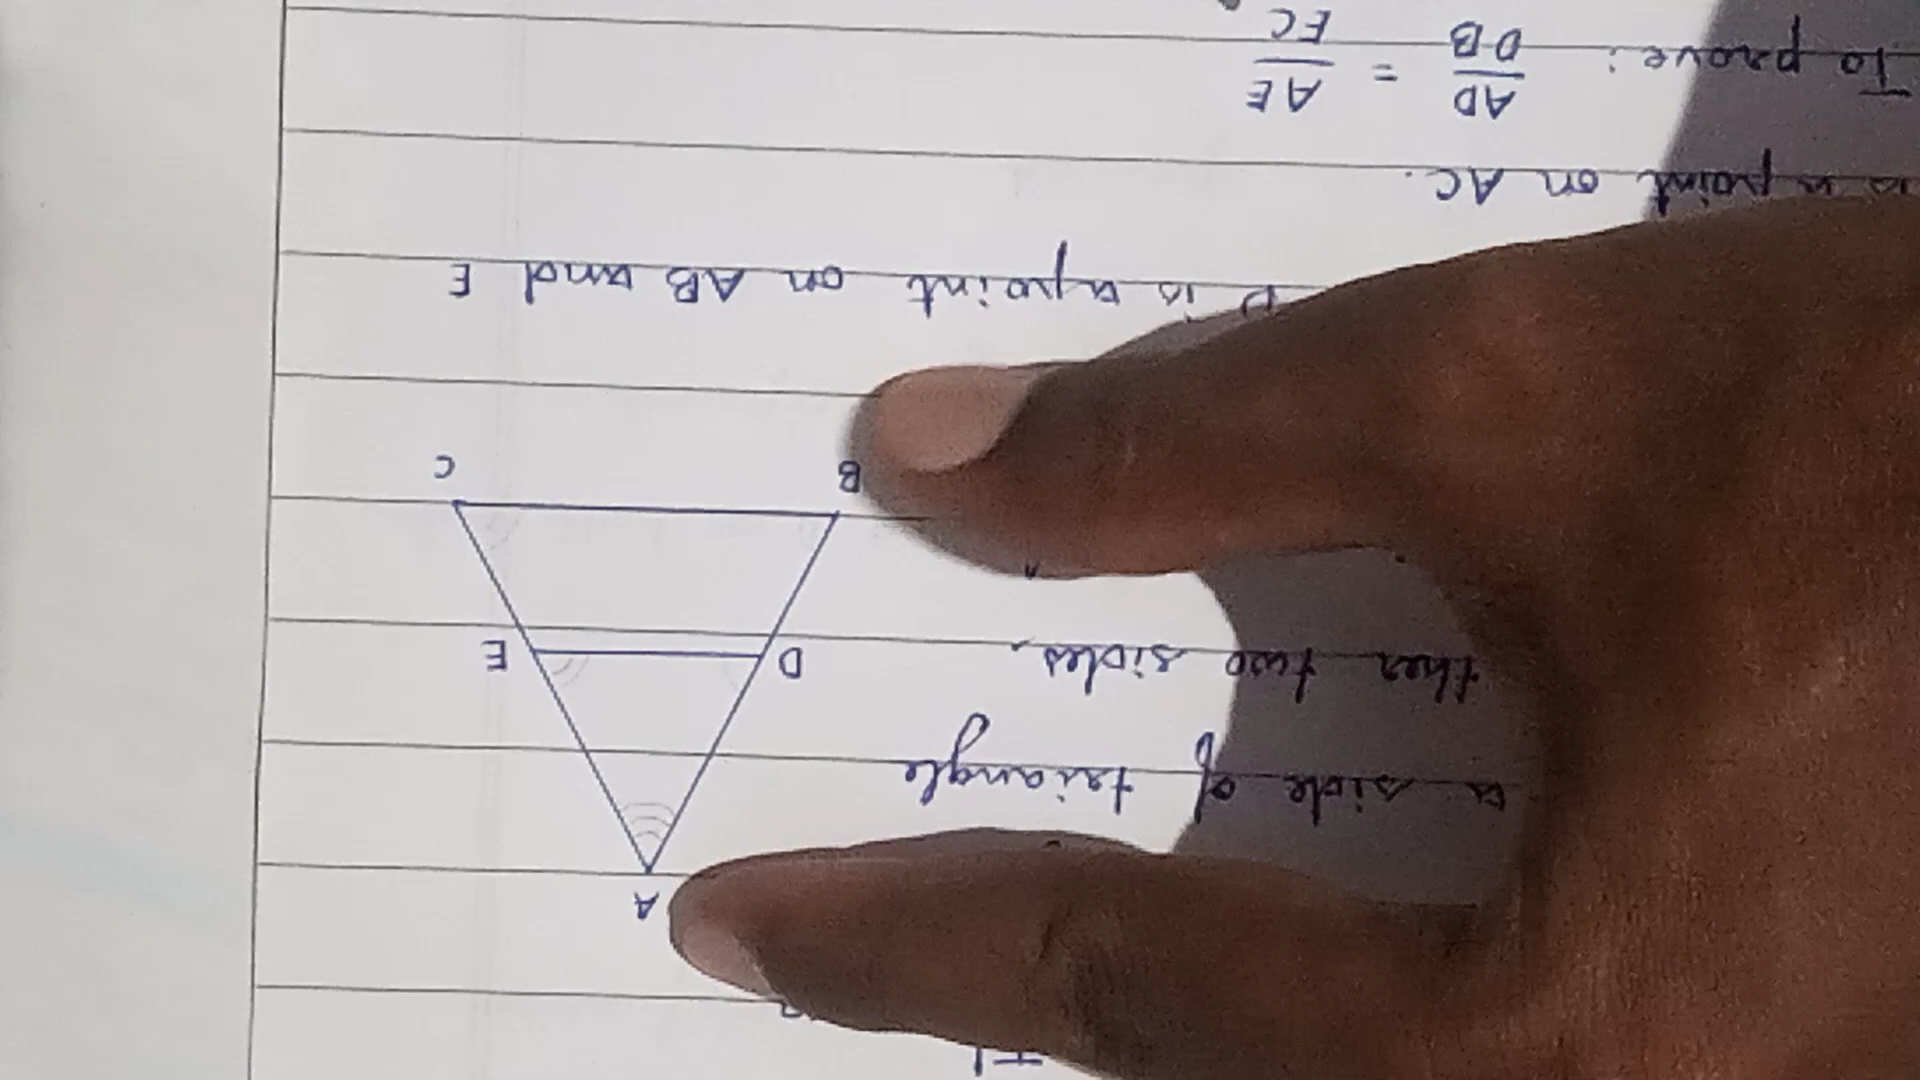 A
a side of triangle
D
E
ther two sides.
B
C
is a point on AB and E
is a point on AC.
To prove: AD/DB = AE/EC